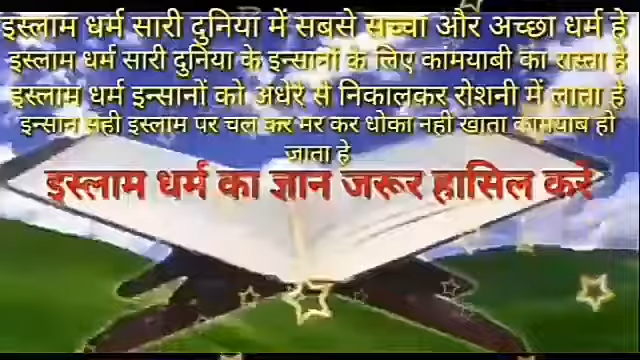 इस्लाम धर्म सारी दुनिया में सबसे सच्चा और अच्छा धर्म हे
इस्लाम धर्म सारी दुनिया के इन्सानों के लिए कामयाबी का रास्ता हे
इस्लाम धर्म इन्सानों को अंधेरे से निकालकर रोशनी में लाता हे
इन्सान सही इस्लाम पर चल कर मर कर धोका नही खाता कामयाब हो
जाता हे
इस्लाम धर्म का ज्ञान जरूर हासिल करे